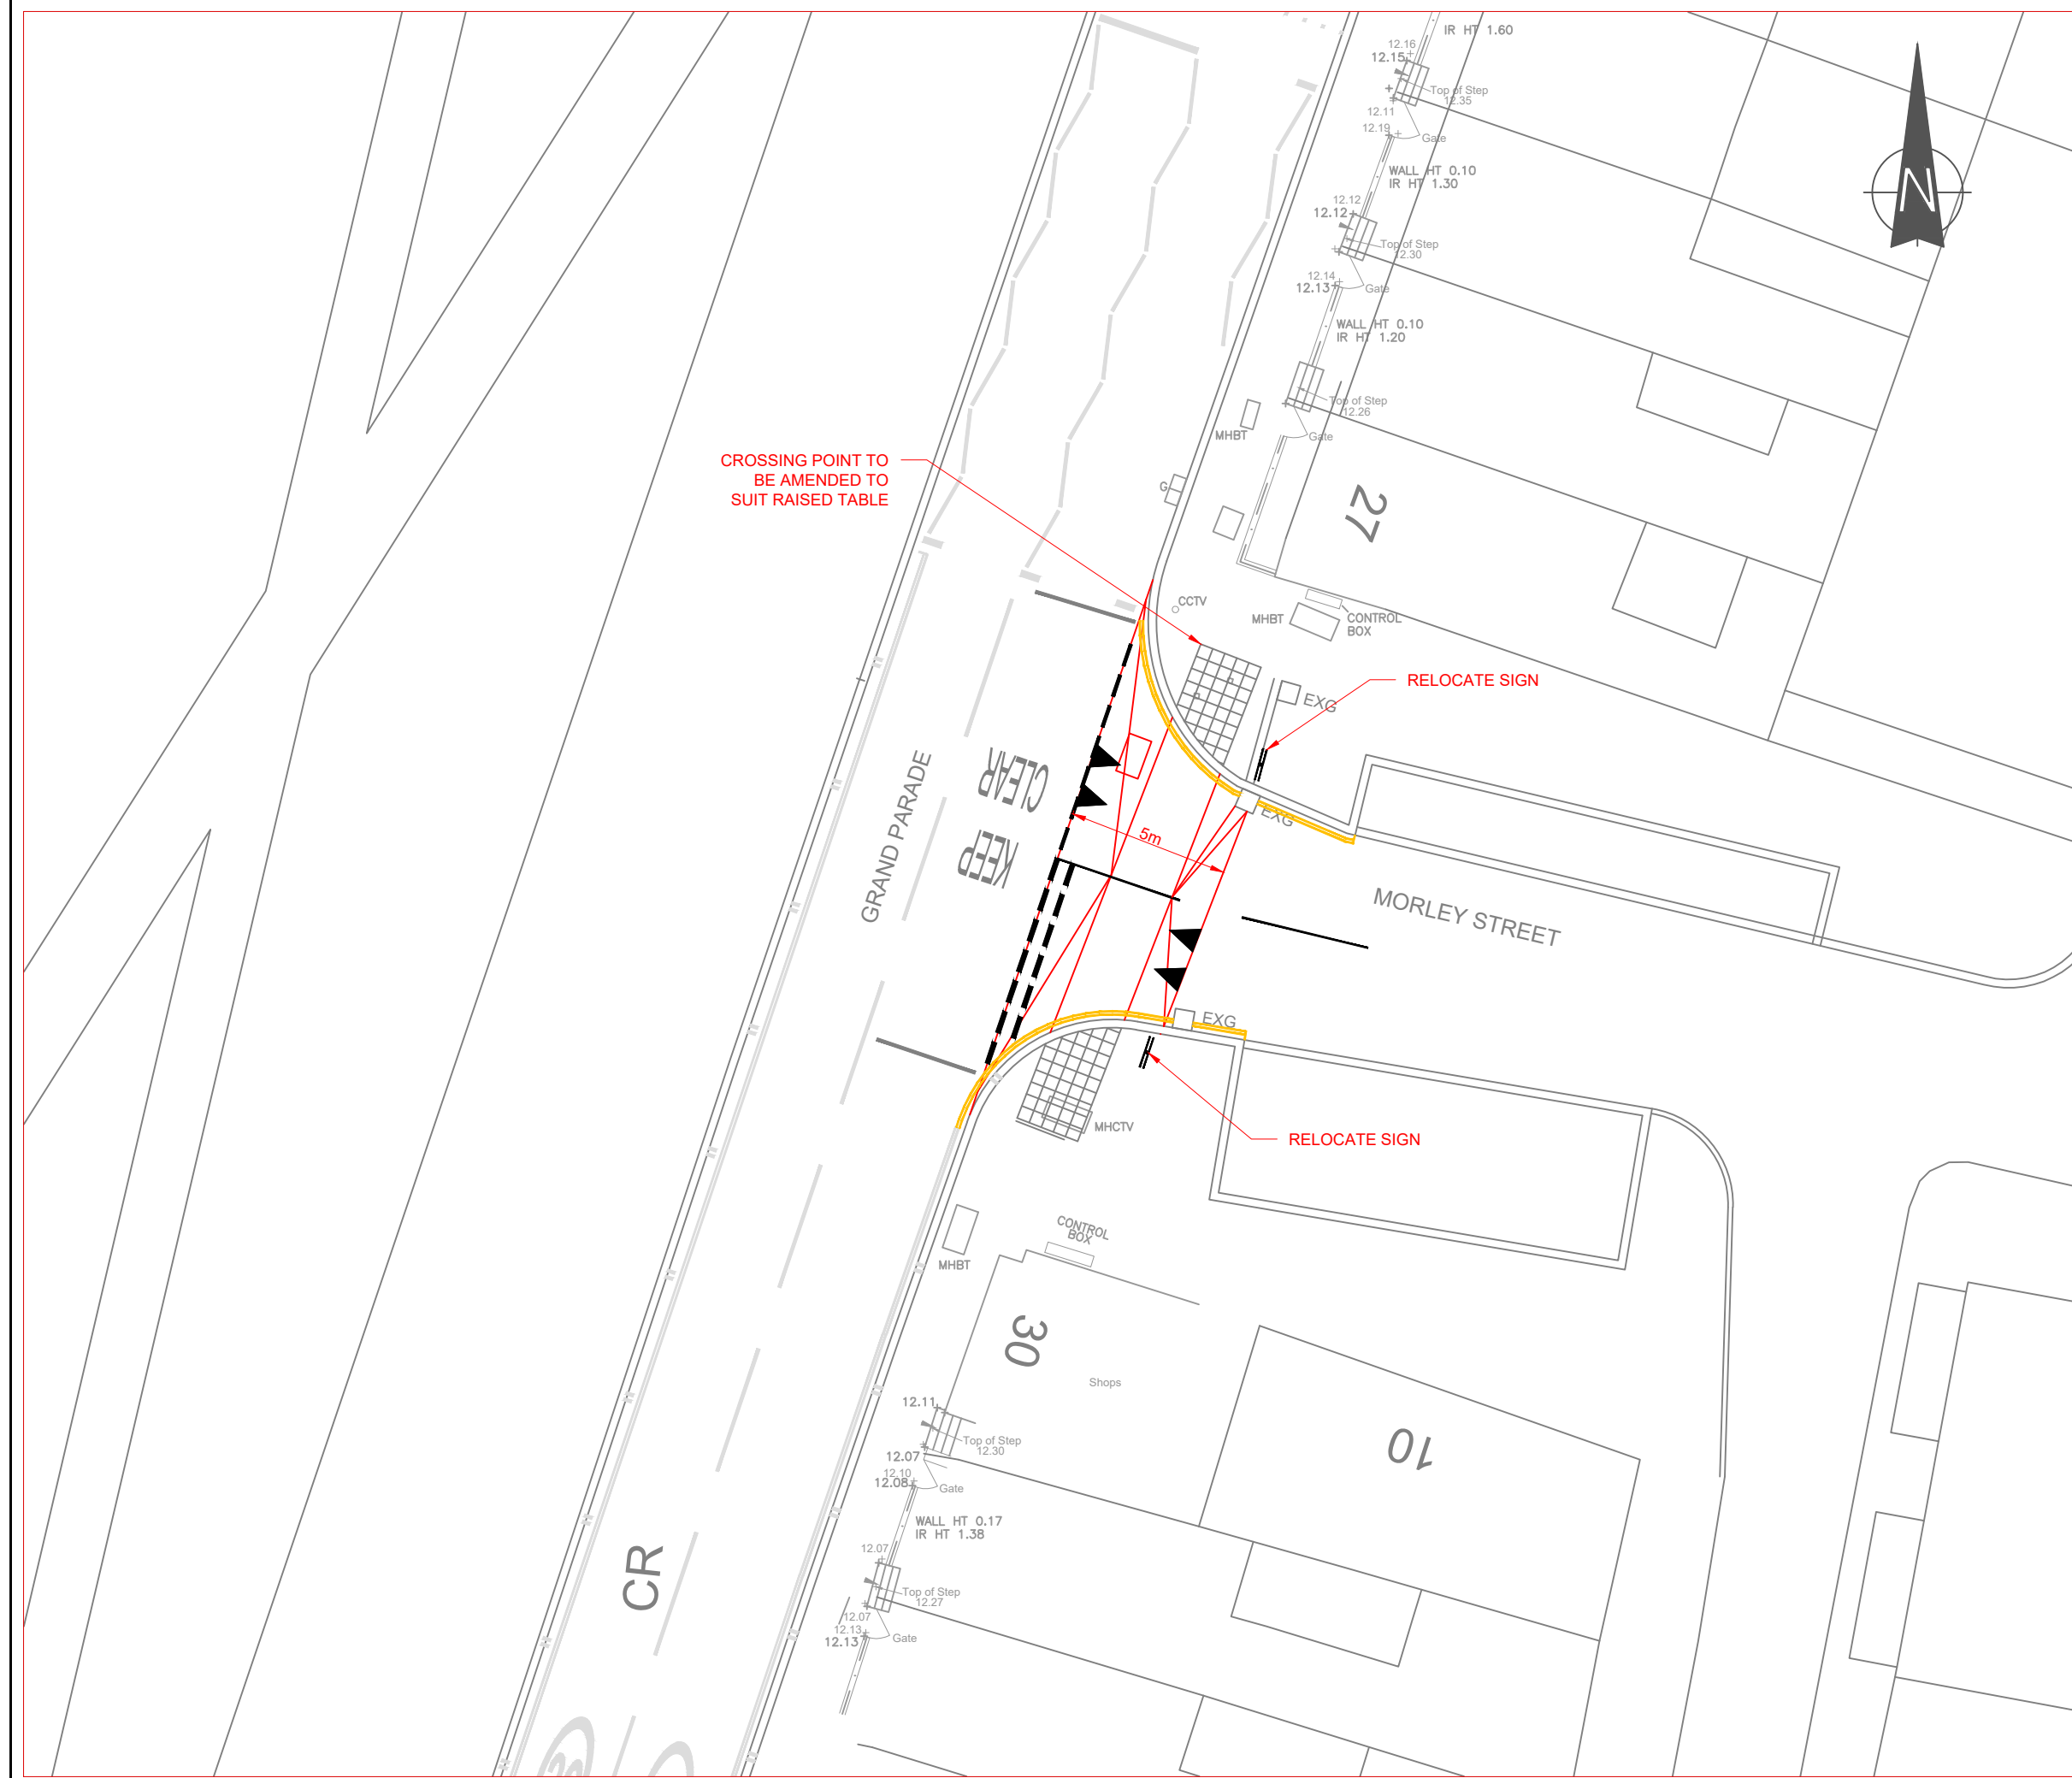 IR HT 1.60
12.16
12.15
Top of Step
12.35
12.11
12.19
Gate
WALL HT 0.10
IR HT 1.30
N
12.12
12.12
Top of Step
12.30
12.14
12.13
Gate
WALL HT 0.10
IR HT 1.20
Top of Step
12.26
MHBT
Gate
CROSSING POINT TO
BE AMENDED TO
SUIT RAISED TABLE
G
27
CCTV
MHBT
CONTROL
BOX
RELOCATE SIGN
EXG
CLEAR
KEEP
GRAND PARADE
5m
EXG
MORLEY STREET
EXG
MHCTV
RELOCATE SIGN
CONTROL
BOX
MHBT
30
Shops
12.11
Top of Step
12.30
12.07
12.10
12.08
Gate
10
WALL HT 0.17
IR HT 1.38
12.07
CR
Top of Step
12.27
12.07
12.13
12.13
Gate